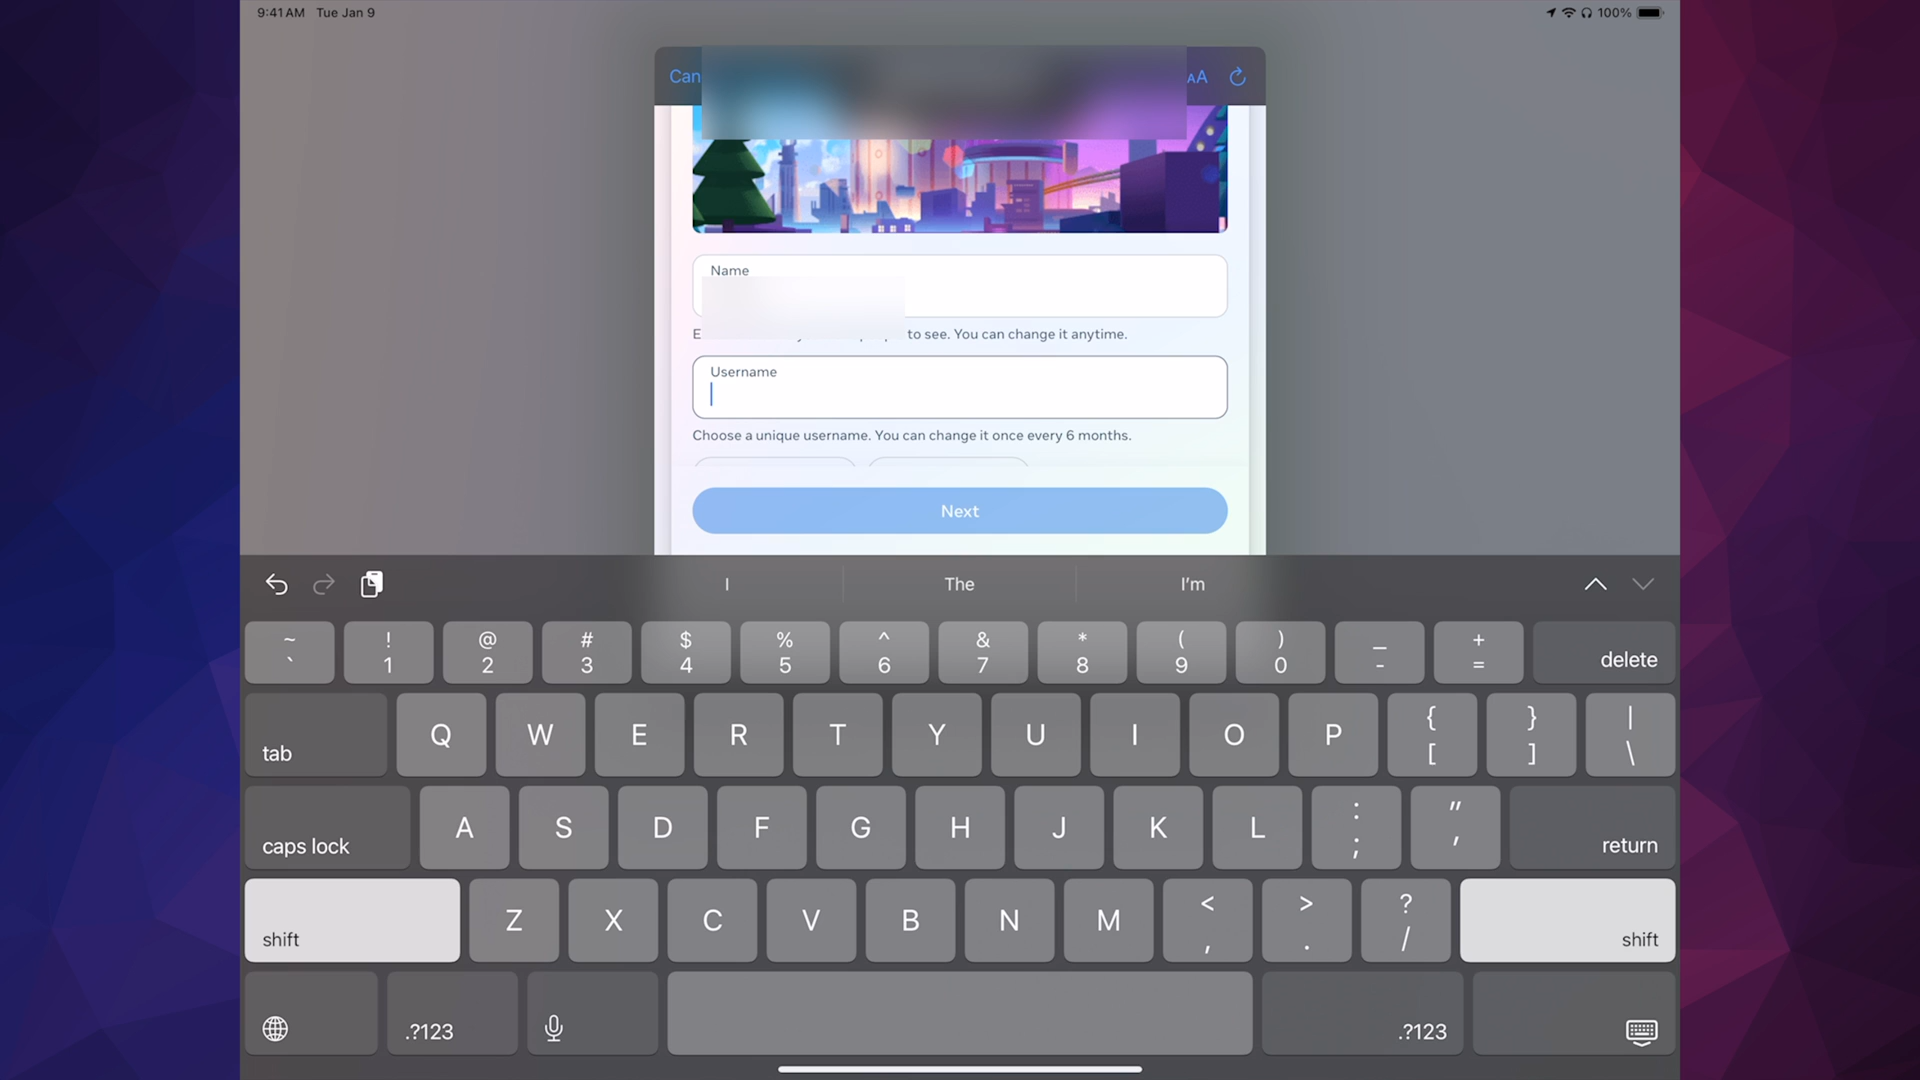 9:41 AM Tue Jan 9
100%
Can
AA
Name
E
to see. You can change it anytime.
Username
Choose a unique username. You can change it once every 6 months.
Next
I The I'm
~ ! @ # $ % ^ & * ( ) _ +
` 1 2 3 4 5 6 7 8 9 0 - = delete
tab Q W E R T Y U I O P { [ } ] | \
caps lock A S D F G H J K L : ; " ' return
shift Z X C V B N M < , > . ? / shift
.?123 .?123